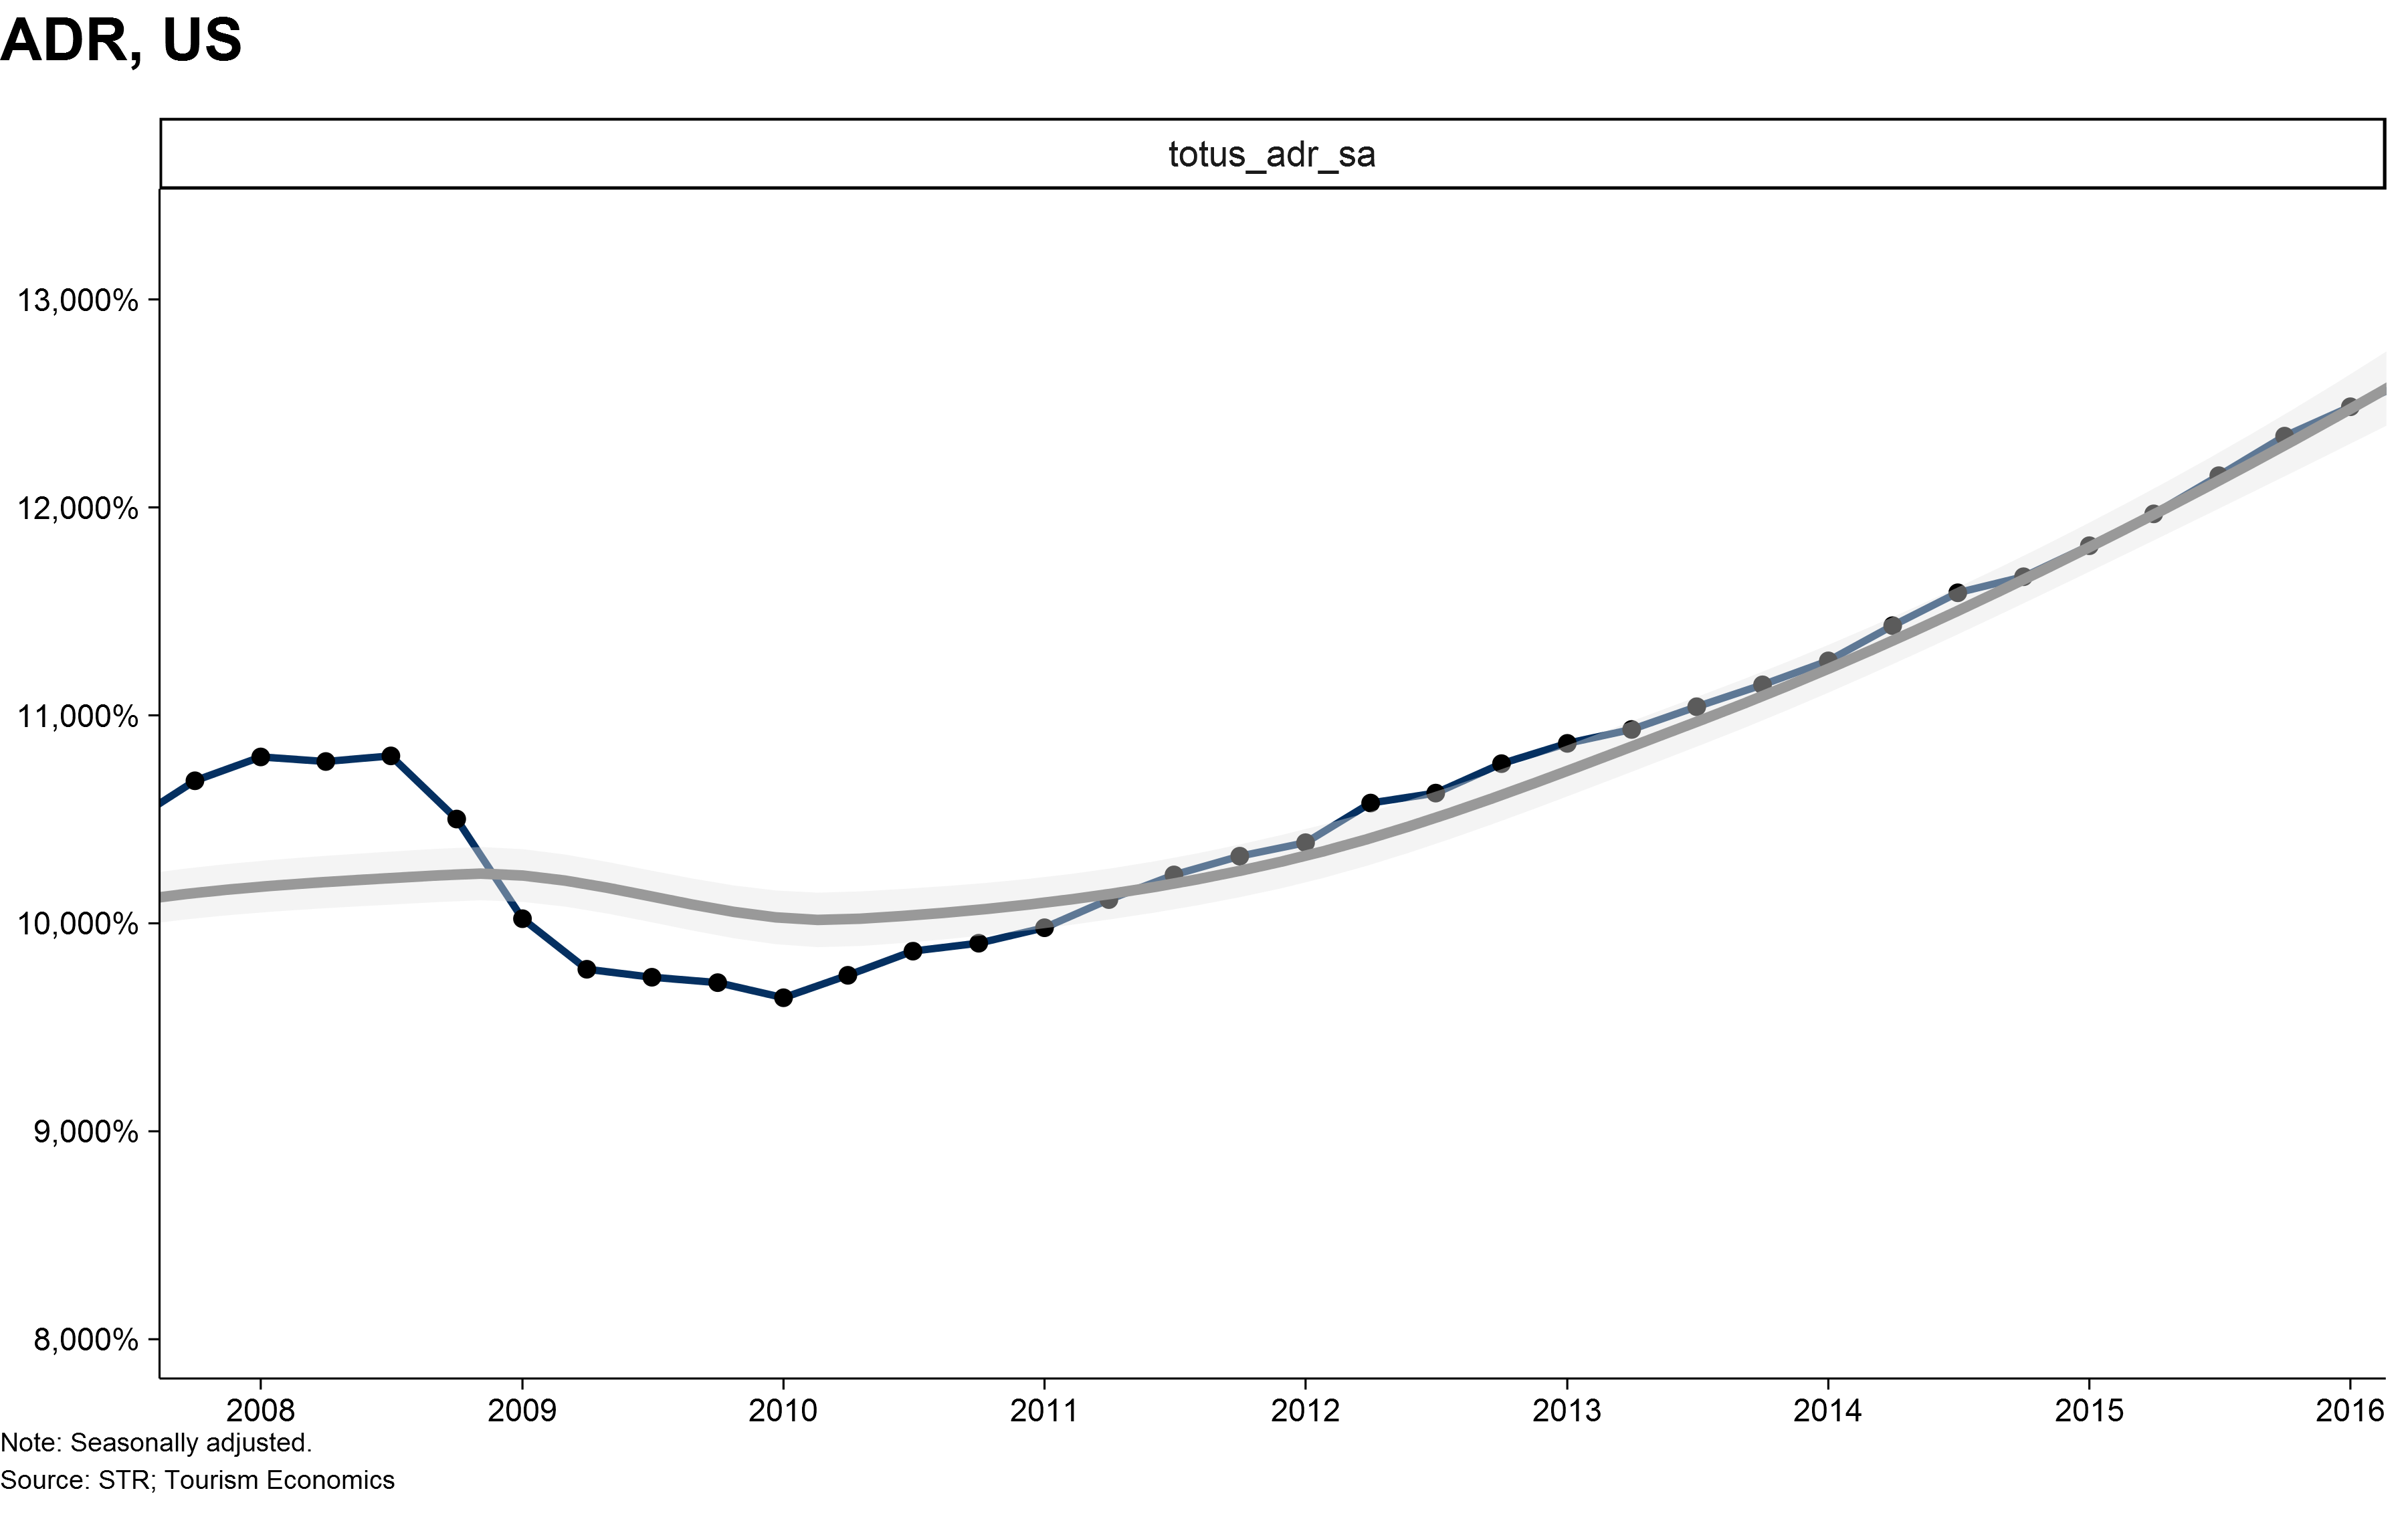 ADR, US
totus_adr_sa
13,000%
12,000%
11,000%
10,000%
9,000%
8,000%
2008 2009 2010 2011 2012 2013 2014 2015 2016
Note: Seasonally adjusted.
Source: STR; Tourism Economics